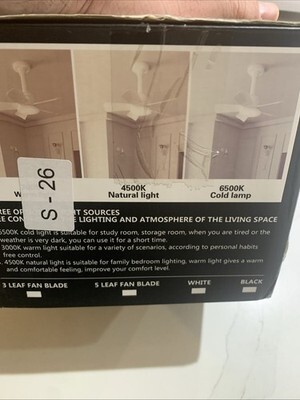 4500K
Natural light
6500K
Cold lamp
S - 26
LIGHTING AND ATMOSPHERE OF THE LIVING SPACE
6500K cold light is suitable for study room, storage room, when you are tired or the
weather is very dark, you can use it for a short time.
3000K warm light suitable for a variety of scenarios, according to personal habits
free control.
4500K natural light is suitable for family bedroom lighting, warm light gives a warm
and comfortable feeling, improve your comfort level.
3 LEAF FAN BLADE
5 LEAF FAN BLADE
WHITE
BLACK